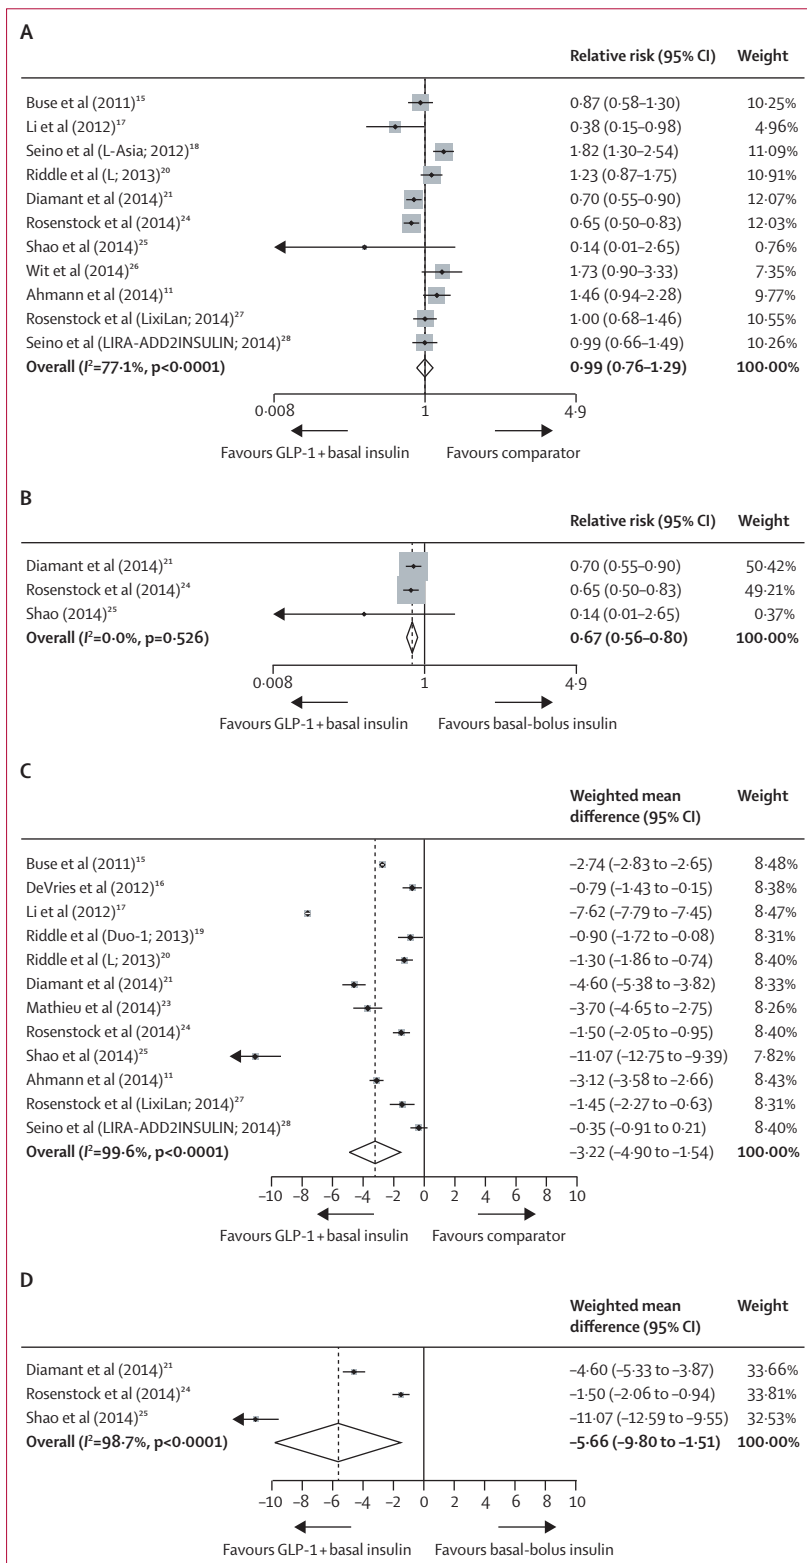 A
Relative risk (95% CI) Weight
Buse et al (2011)¹⁵ 0·87 (0·58–1·30) 10·25%
Li et al (2012)¹⁷ 0·38 (0·15–0·98) 4·96%
Seino et al (L-Asia; 2012)¹⁸ 1·82 (1·30–2·54) 11·09%
Riddle et al (L; 2013)²⁰ 1·23 (0·87–1·75) 10·91%
Diamant et al (2014)²¹ 0·70 (0·55–0·90) 12·07%
Rosenstock et al (2014)²⁴ 0·65 (0·50–0·83) 12·03%
Shao et al (2014)²⁵ 0·14 (0·01–2·65) 0·76%
Wit et al (2014)²⁶ 1·73 (0·90–3·33) 7·35%
Ahmann et al (2014)¹¹ 1·46 (0·94–2·28) 9·77%
Rosenstock et al (LixiLan; 2014)²⁷ 1·00 (0·68–1·46) 10·55%
Seino et al (LIRA-ADD2INSULIN; 2014)²⁸ 0·99 (0·66–1·49) 10·26%
Overall (I²=77·1%, p<0·0001) 0·99 (0·76–1·29) 100·00%
0·008 1 4·9
Favours GLP-1 + basal insulin Favours comparator
B
Relative risk (95% CI) Weight
Diamant et al (2014)²¹ 0·70 (0·55–0·90) 50·42%
Rosenstock et al (2014)²⁴ 0·65 (0·50–0·83) 49·21%
Shao (2014)²⁵ 0·14 (0·01–2·65) 0·37%
Overall (I²=0·0%, p=0·526) 0·67 (0·56–0·80) 100·00%
0·008 1 4·9
Favours GLP-1 + basal insulin Favours basal-bolus insulin
C
Weighted mean Weight
difference (95% CI)
Buse et al (2011)¹⁵ –2·74 (–2·83 to –2·65) 8·48%
DeVries et al (2012)¹⁶ –0·79 (–1·43 to –0·15) 8·38%
Li et al (2012)¹⁷ –7·62 (–7·79 to –7·45) 8·47%
Riddle et al (Duo-1; 2013)¹⁹ –0·90 (–1·72 to –0·08) 8·31%
Riddle et al (L; 2013)²⁰ –1·30 (–1·86 to –0·74) 8·40%
Diamant et al (2014)²¹ –4·60 (–5·38 to –3·82) 8·33%
Mathieu et al (2014)²³ –3·70 (–4·65 to –2·75) 8·26%
Rosenstock et al (2014)²⁴ –1·50 (–2·05 to –0·95) 8·40%
Shao et al (2014)²⁵ –11·07 (–12·75 to –9·39) 7·82%
Ahmann et al (2014)¹¹ –3·12 (–3·58 to –2·66) 8·43%
Rosenstock et al (LixiLan; 2014)²⁷ –1·45 (–2·27 to –0·63) 8·31%
Seino et al (LIRA-ADD2INSULIN; 2014)²⁸ –0·35 (–0·91 to 0·21) 8·40%
Overall (I²=99·6%, p<0·0001) –3·22 (–4·90 to –1·54) 100·00%
–10 –8 –6 –4 –2 0 2 4 6 8 10
Favours GLP-1 + basal insulin Favours comparator
D
Weighted mean Weight
difference (95% CI)
Diamant et al (2014)²¹ –4·60 (–5·33 to –3·87) 33·66%
Rosenstock et al (2014)²⁴ –1·50 (–2·06 to –0·94) 33·81%
Shao et al (2014)²⁵ –11·07 (–12·59 to –9·55) 32·53%
Overall (I²=98·7%, p<0·0001) –5·66 (–9·80 to –1·51) 100·00%
–10 –8 –6 –4 –2 0 2 4 6 8 10
Favours GLP-1 + basal insulin Favours basal-bolus insulin